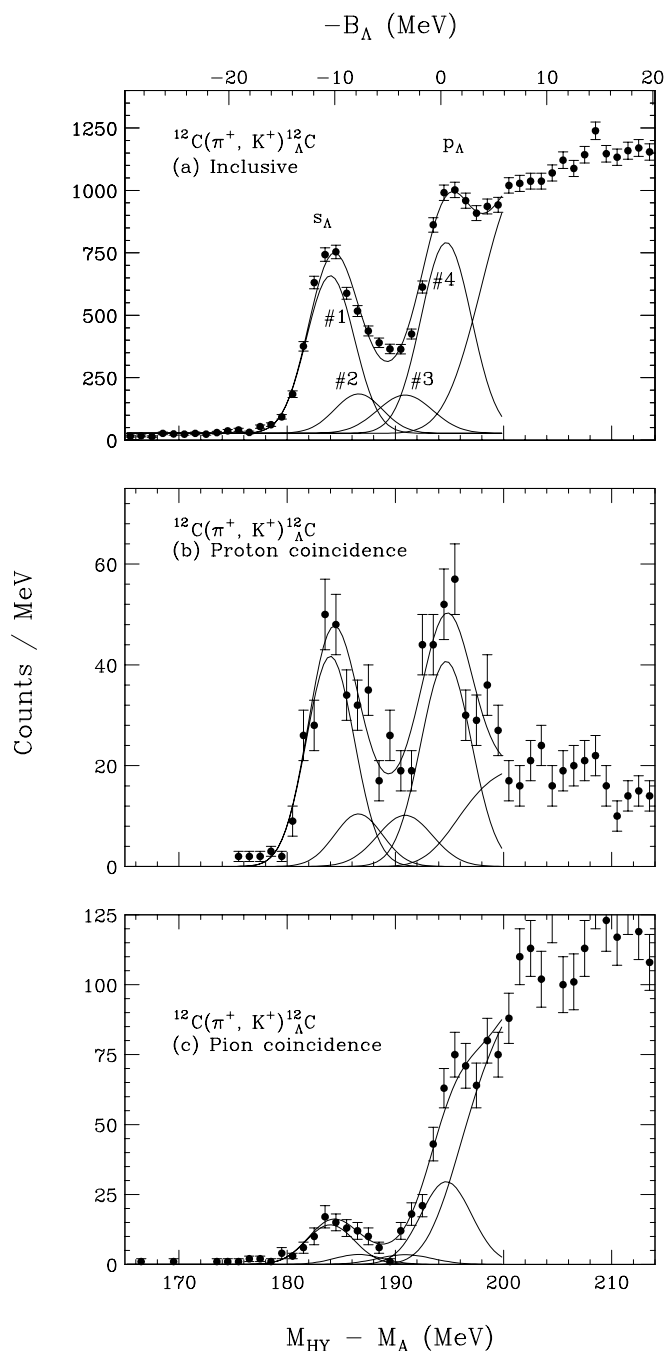 −B_Λ (MeV)
−20 −10 0 10 20
¹²C(π⁺, K⁺)¹²_ΛC
(a) Inclusive
s_Λ
p_Λ
#1
#2
#3
#4
1250
1000
750
500
250
0
¹²C(π⁺, K⁺)¹²_ΛC
(b) Proton coincidence
60
40
20
0
Counts / MeV
¹²C(π⁺, K⁺)¹²_ΛC
(c) Pion coincidence
125
100
75
50
25
0
170 180 190 200 210
M_HY − M_A (MeV)